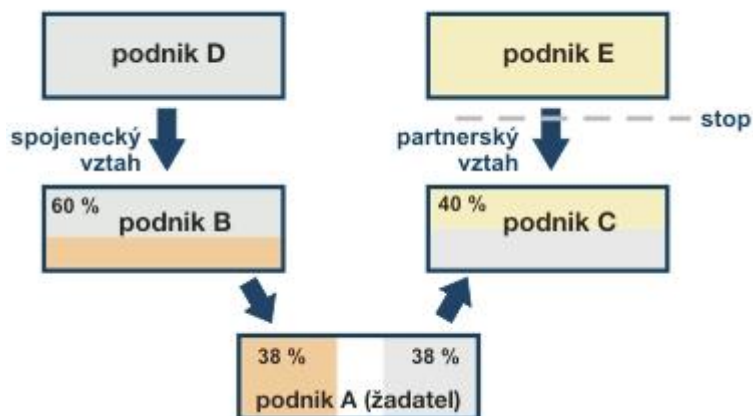 podnik D
podnik E
spojenecký
vztah
partnerský
vztah
stop
60 %
podnik B
40 %
podnik C
38 %
38 %
podnik A (žadatel)